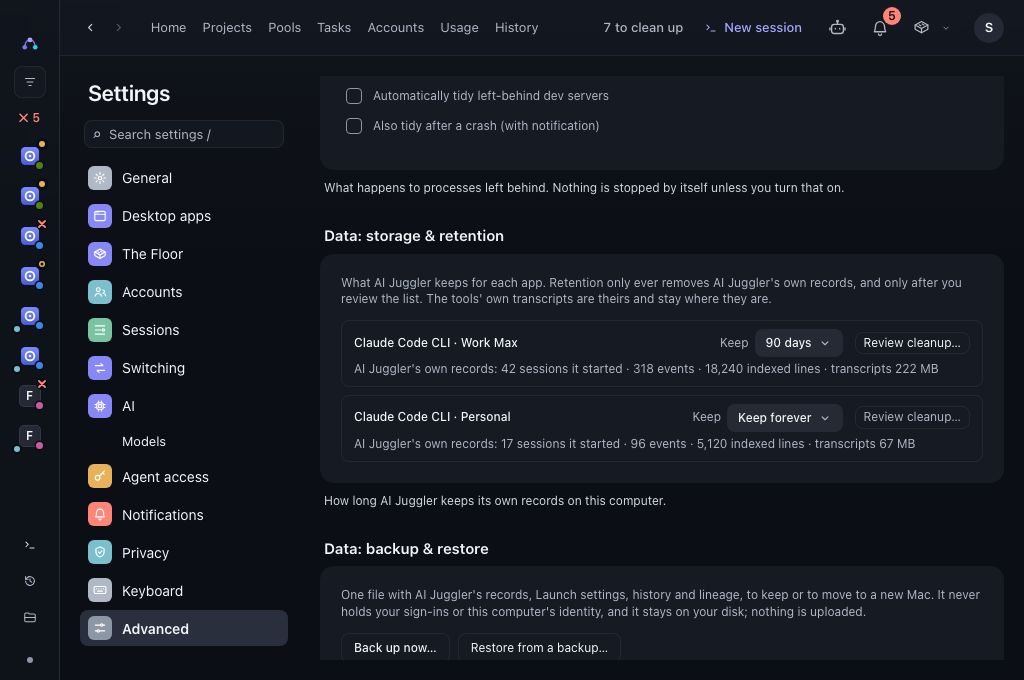 Home Projects Pools Tasks Accounts Usage History 7 to clean up New session 5 S
5
F
F
Settings
Search settings /
General
Desktop apps
The Floor
Accounts
Sessions
Switching
AI
Models
Agent access
Notifications
Privacy
Keyboard
Advanced
Automatically tidy left-behind dev servers
Also tidy after a crash (with notification)
What happens to processes left behind. Nothing is stopped by itself unless you turn that on.
Data: storage & retention
What AI Juggler keeps for each app. Retention only ever removes AI Juggler's own records, and only after you
review the list. The tools' own transcripts are theirs and stay where they are.
Claude Code CLI · Work Max Keep 90 days Review cleanup...
AI Juggler's own records: 42 sessions it started · 318 events · 18,240 indexed lines · transcripts 222 MB
Claude Code CLI · Personal Keep Keep forever Review cleanup...
AI Juggler's own records: 17 sessions it started · 96 events · 5,120 indexed lines · transcripts 67 MB
How long AI Juggler keeps its own records on this computer.
Data: backup & restore
One file with AI Juggler's records, Launch settings, history and lineage, to keep or to move to a new Mac. It never
holds your sign-ins or this computer's identity, and it stays on your disk; nothing is uploaded.
Back up now... Restore from a backup...